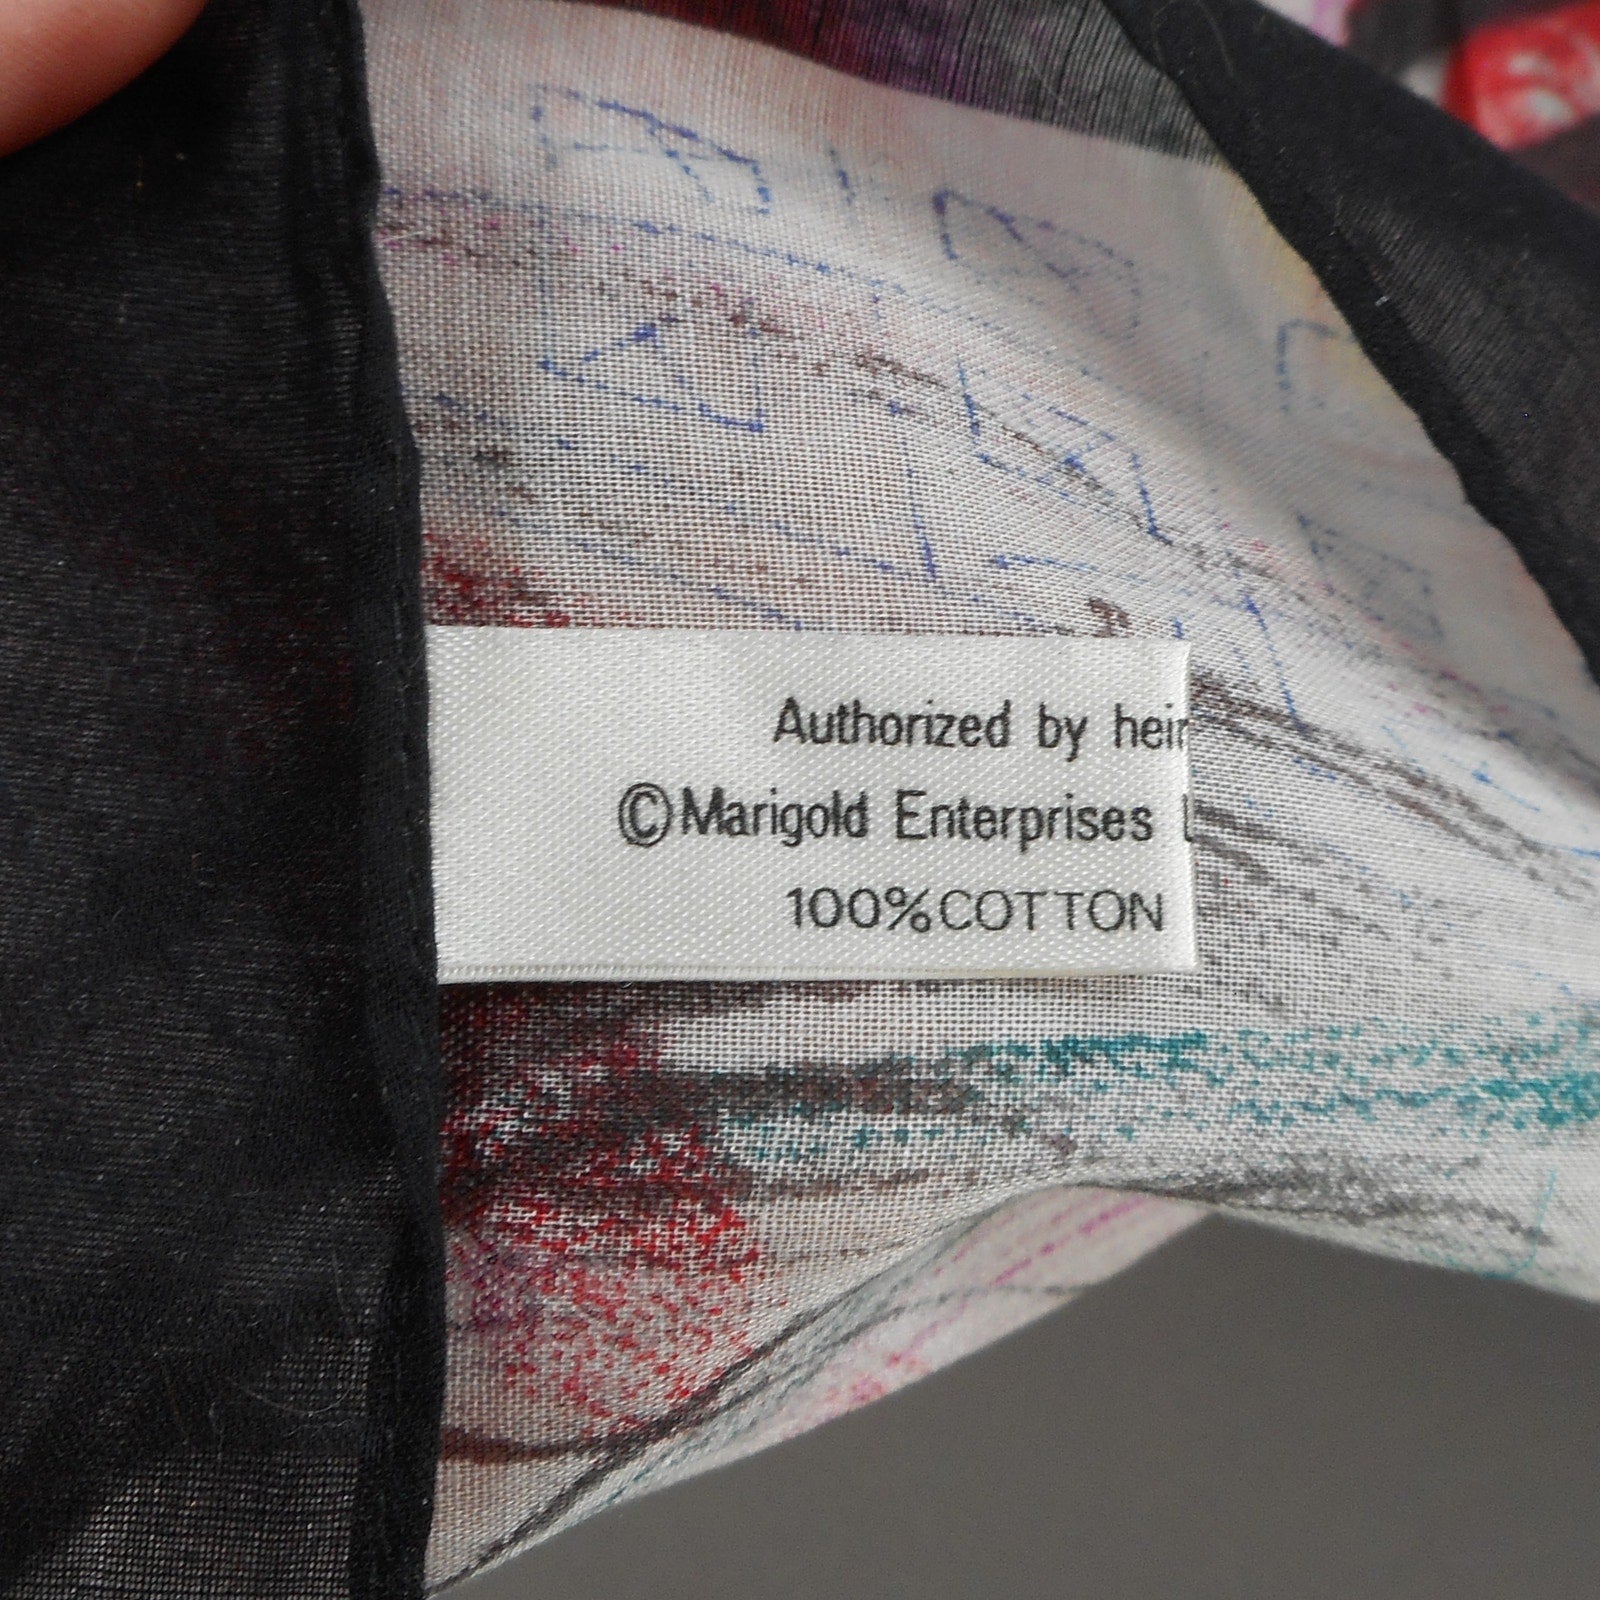 Authorized by heir
©Marigold Enterprises L
100%COTTON